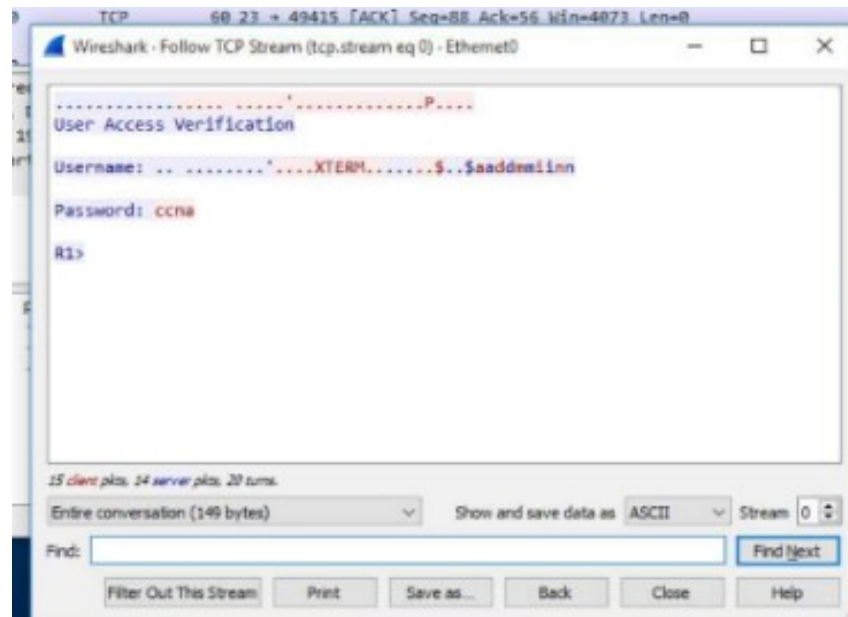 TCP 60 23 → 49415 [ACK] Seq=88 Ack=56 Win=4073 Len=0
Wireshark · Follow TCP Stream (tcp.stream eq 0) · Ethernet0
................. .....'.............P....
User Access Verification
Username: .. ........'....XTERM.......$..$aaddmmiinn
Password: ccna
R1>
15 client pkts, 14 server pkts, 20 turns.
Entire conversation (149 bytes) Show and save data as ASCII Stream 0
Find: Find Next
Filter Out This Stream Print Save as... Back Close Help